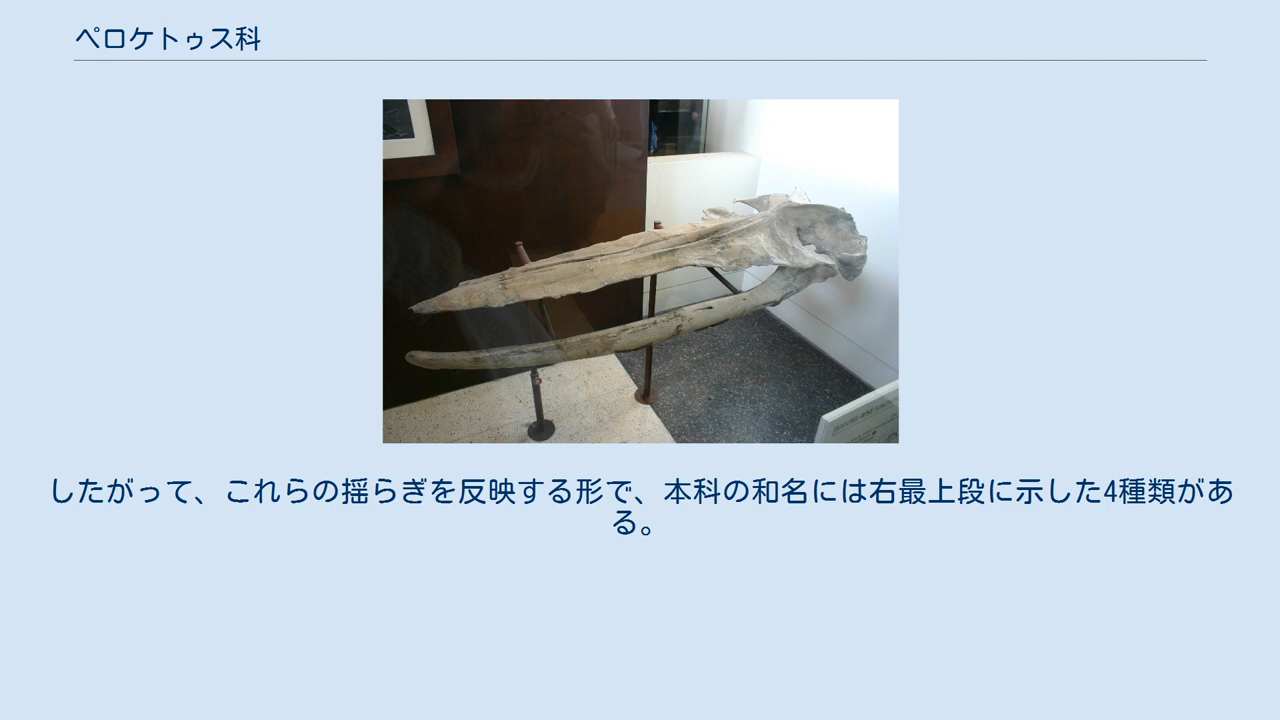 ペロケトゥス科
したがって、これらの揺らぎを反映する形で、本科の和名には右最上段に示した4種類があ
る。